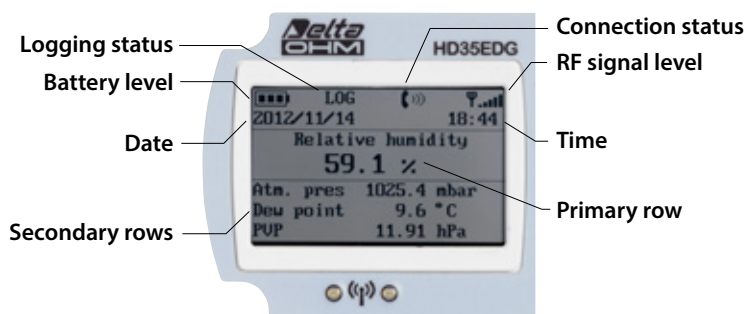 Delta
OHM
HD35EDG
Connection status
Logging status
RF signal level
Battery level
LOG
2012/11/14
18:44
Date
Time
Relative humidity
59.1 %
Primary row
Atm. pres 1025.4 mbar
Dew point 9.6 °C
Secondary rows
PVP 11.91 hPa